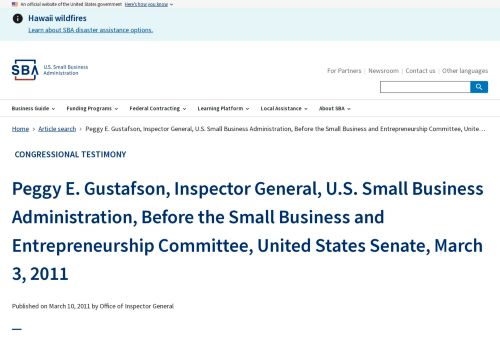 An official website of the United States government Here's how you know
Hawaii wildfires
Learn about SBA disaster assistance options.
SBA U.S. Small Business
Administration
For Partners Newsroom Contact us Other languages
Business Guide Funding Programs Federal Contracting Learning Platform Local Assistance About SBA
Home Article search Peggy E. Gustafson, Inspector General, U.S. Small Business Administration, Before the Small Business and Entrepreneurship Committee, Unite…
CONGRESSIONAL TESTIMONY
Peggy E. Gustafson, Inspector General, U.S. Small Business
Administration, Before the Small Business and
Entrepreneurship Committee, United States Senate, March
3, 2011
Published on March 10, 2011 by Office of Inspector General